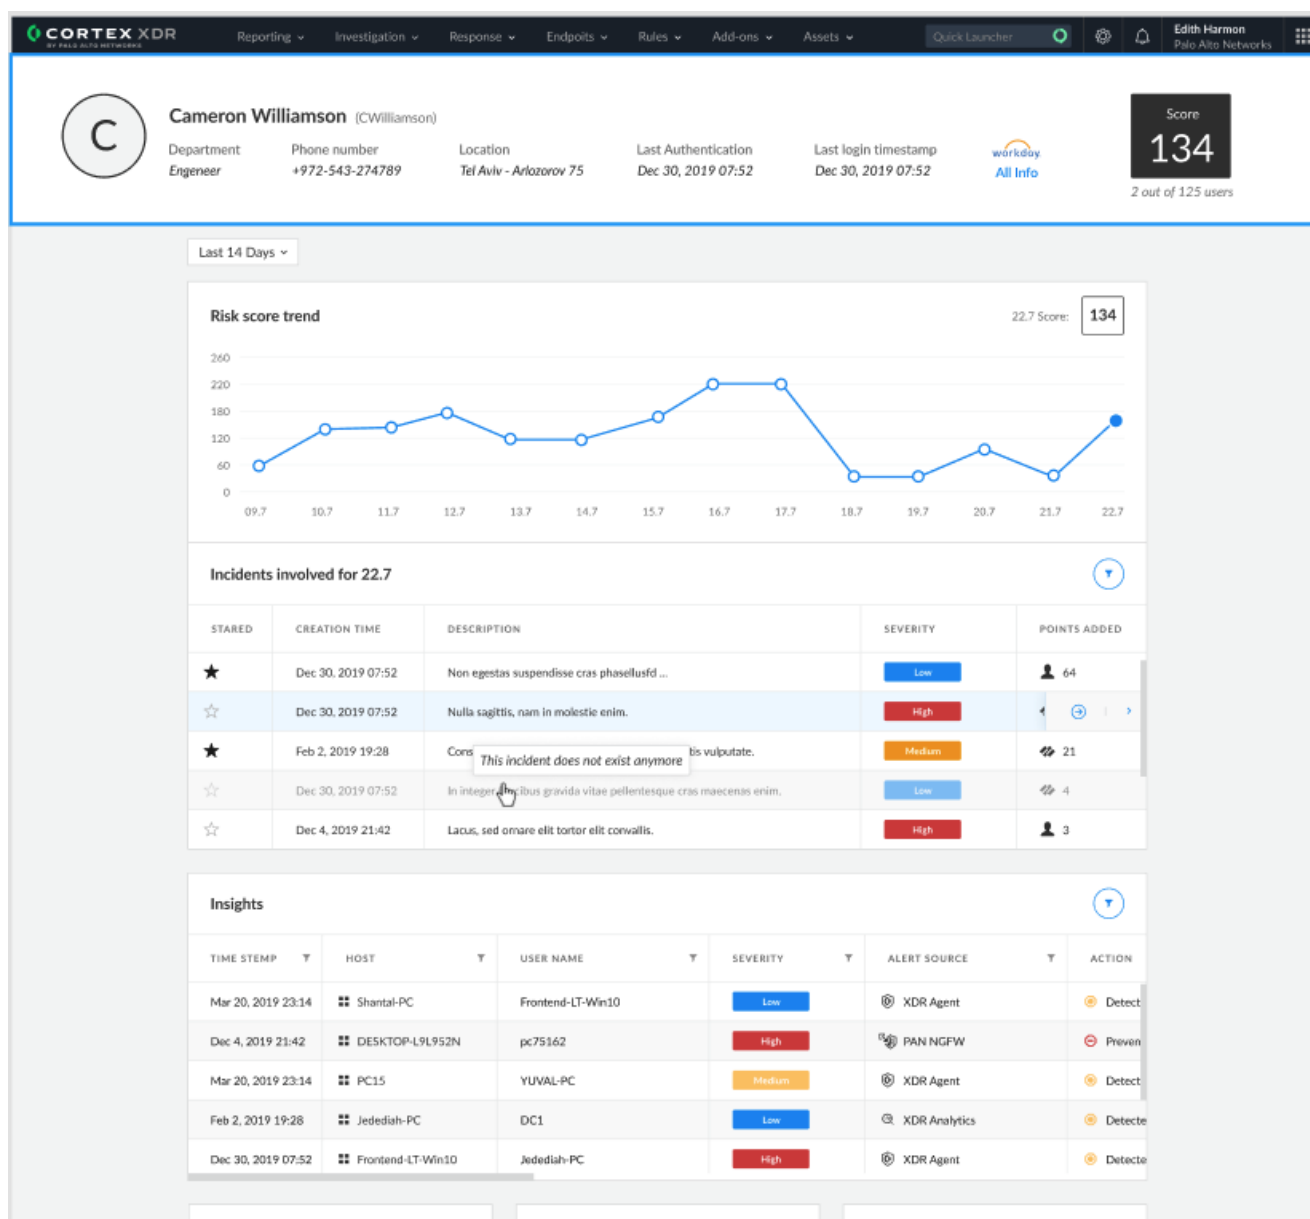 CORTEX XDR
BY PALO ALTO NETWORKS
Reporting Investigation Response Endpoits Rules Add-ons Assets Quick Launcher Edith Harmon
Palo Alto Networks
C
Cameron Williamson (CWilliamson)
Department Phone number Location Last Authentication Last login timestamp workday.
Engeneer +972-543-274789 Tel Aviv - Arlozorov 75 Dec 30, 2019 07:52 Dec 30, 2019 07:52 All Info
Score
134
2 out of 125 users
Last 14 Days
Risk score trend 22.7 Score: 134
260
220
180
120
60
0
09.7 10.7 11.7 12.7 13.7 14.7 15.7 16.7 17.7 18.7 19.7 20.7 21.7 22.7
Incidents involved for 22.7
STARED CREATION TIME DESCRIPTION SEVERITY POINTS ADDED
Dec 30, 2019 07:52 Non egestas suspendisse cras phasellusfd ... Low 64
Dec 30, 2019 07:52 Nulla sagittis, nam in molestie enim. High
Feb 2, 2019 19:28 Cons tis vulputate. Medium 21
This incident does not exist anymore
Dec 30, 2019 07:52 In integer cibus gravida vitae pellentesque cras maecenas enim. Low 4
Dec 4, 2019 21:42 Lacus, sed ornare elit tortor elit convallis. High 3
Insights
TIME STEMP HOST USER NAME SEVERITY ALERT SOURCE ACTION
Mar 20, 2019 23:14 Shantal-PC Frontend-LT-Win10 Low XDR Agent Detect
Dec 4, 2019 21:42 DESKTOP-L9L952N pc75162 High PAN NGFW Preven
Mar 20, 2019 23:14 PC15 YUVAL-PC Medium XDR Agent Detect
Feb 2, 2019 19:28 Jedediah-PC DC1 Low XDR Analytics Detecte
Dec 30, 2019 07:52 Frontend-LT-Win10 Jedediah-PC High XDR Agent Detecte